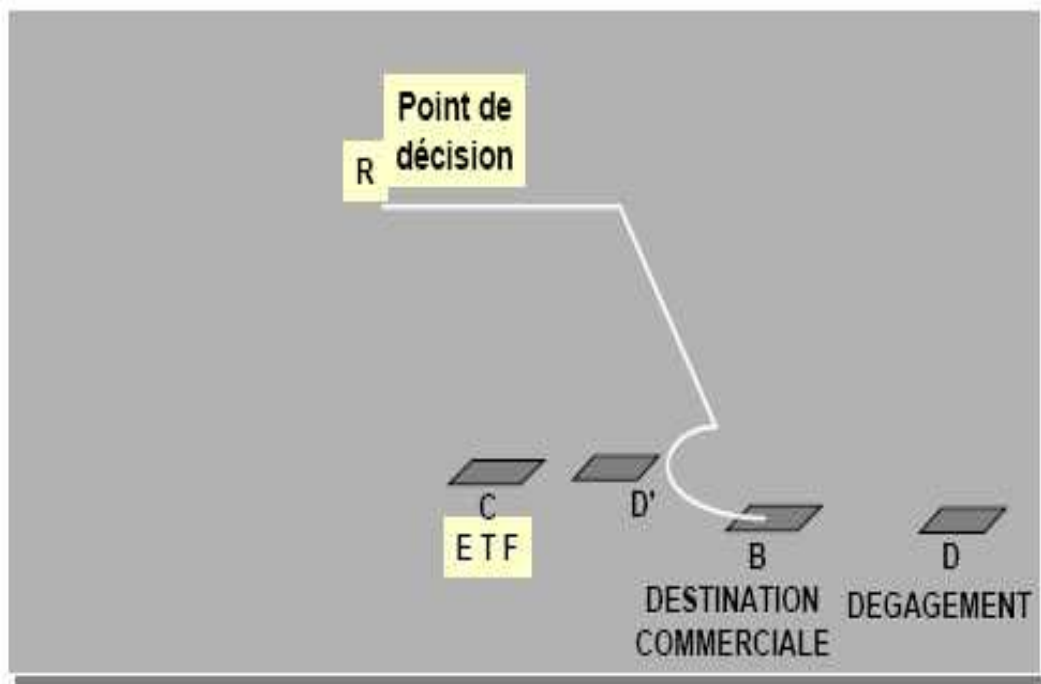 Point de
décision
R
C
E T F
D'
B
DESTINATION
COMMERCIALE
D
DEGAGEMENT